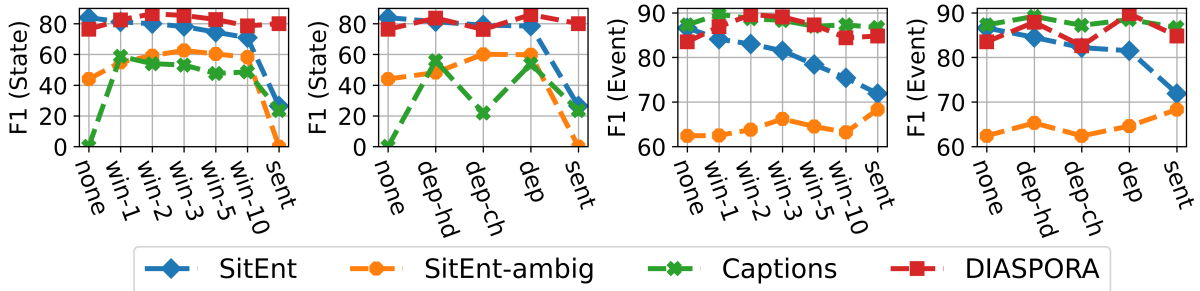 F1 (State)
80
60
40
20
0
none
win-1
win-2
win-3
win-5
win-10
sent
F1 (State)
80
60
40
20
0
none
dep-hd
dep-ch
dep
sent
F1 (Event)
90
80
70
60
none
win-1
win-2
win-3
win-5
win-10
sent
F1 (Event)
90
80
70
60
none
dep-hd
dep-ch
dep
sent
SitEnt SitEnt-ambig Captions DIASPORA